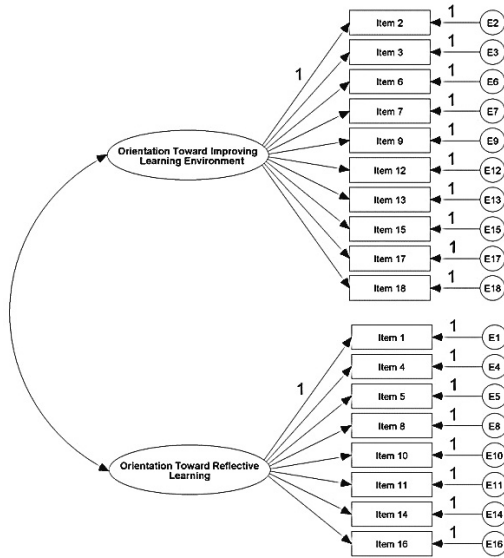 Item 2 1 E2
1 Item 3 1 E3
Item 6 1 E6
Item 7 1 E7
Orientation Toward Improving
Learning Environment
Item 9 1 E9
Item 12 1 E12
Item 13 1 E13
Item 15 1 E15
Item 17 1 E17
Item 18 1 E18
Item 1 1 E1
1 Item 4 1 E4
Item 5 1 E5
Item 8 1 E8
Orientation Toward Reflective
Learning
Item 10 1 E10
Item 11 1 E11
Item 14 1 E14
Item 16 1 E16